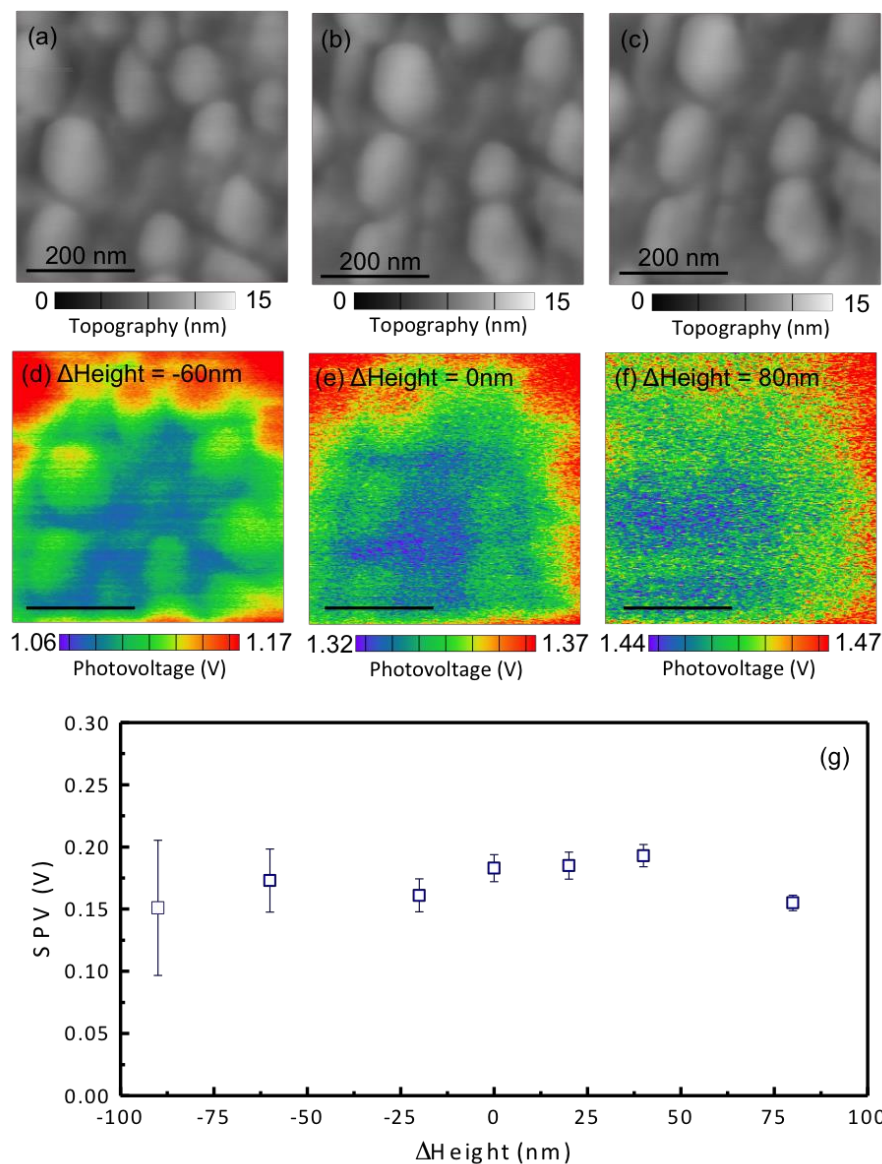 (a) (b) (c)
200 nm 200 nm 200 nm
0 15 0 15 0 15
Topography (nm) Topography (nm) Topography (nm)
(d) ΔHeight = -60nm (e) ΔHeight = 0nm (f) ΔHeight = 80nm
1.06 1.17 1.32 1.37 1.44 1.47
Photovoltage (V) Photovoltage (V) Photovoltage (V)
0.30
(g)
0.25
0.20
SPV (V)
0.15
0.10
0.05
0.00
-100 -75 -50 -25 0 25 50 75 100
ΔHeight (nm)